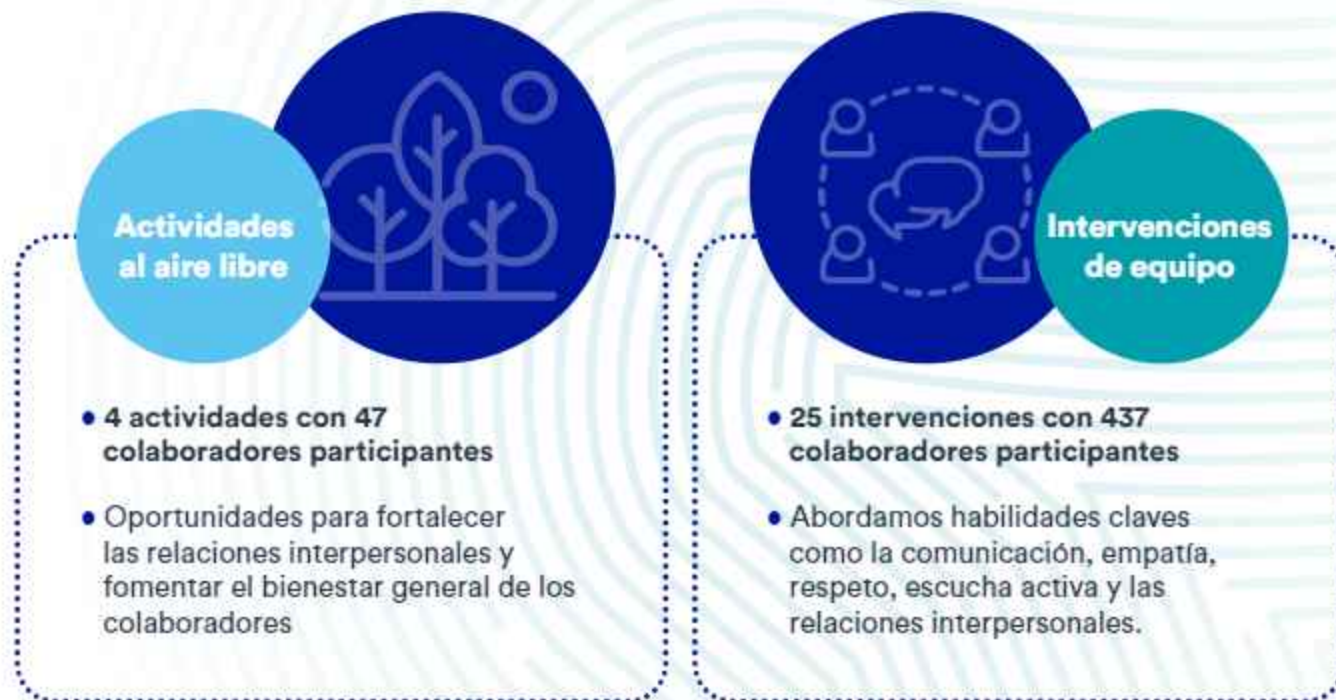 Actividades
al aire libre
• 4 actividades con 47
colaboradores participantes
• Oportunidades para fortalecer
las relaciones interpersonales y
fomentar el bienestar general de los
colaboradores
Intervenciones
de equipo
• 25 intervenciones con 437
colaboradores participantes
• Abordamos habilidades claves
como la comunicación, empatía,
respeto, escucha activa y las
relaciones interpersonales.